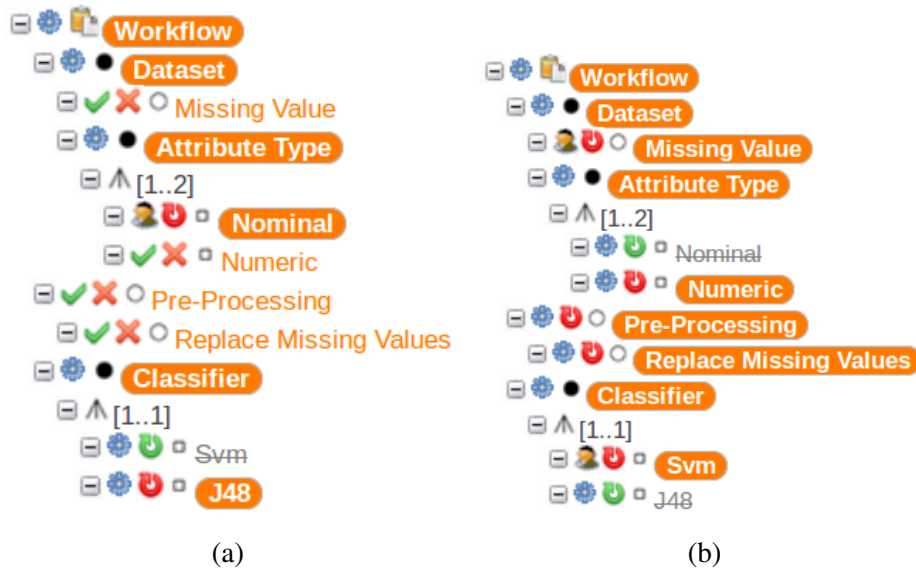 Workflow
Dataset
Missing Value
Attribute Type
[1..2]
Nominal
Numeric
Pre-Processing
Replace Missing Values
Classifier
[1..1]
Svm
J48
(a)
Workflow
Dataset
Missing Value
Attribute Type
[1..2]
Nominal
Numeric
Pre-Processing
Replace Missing Values
Classifier
[1..1]
Svm
J48
(b)